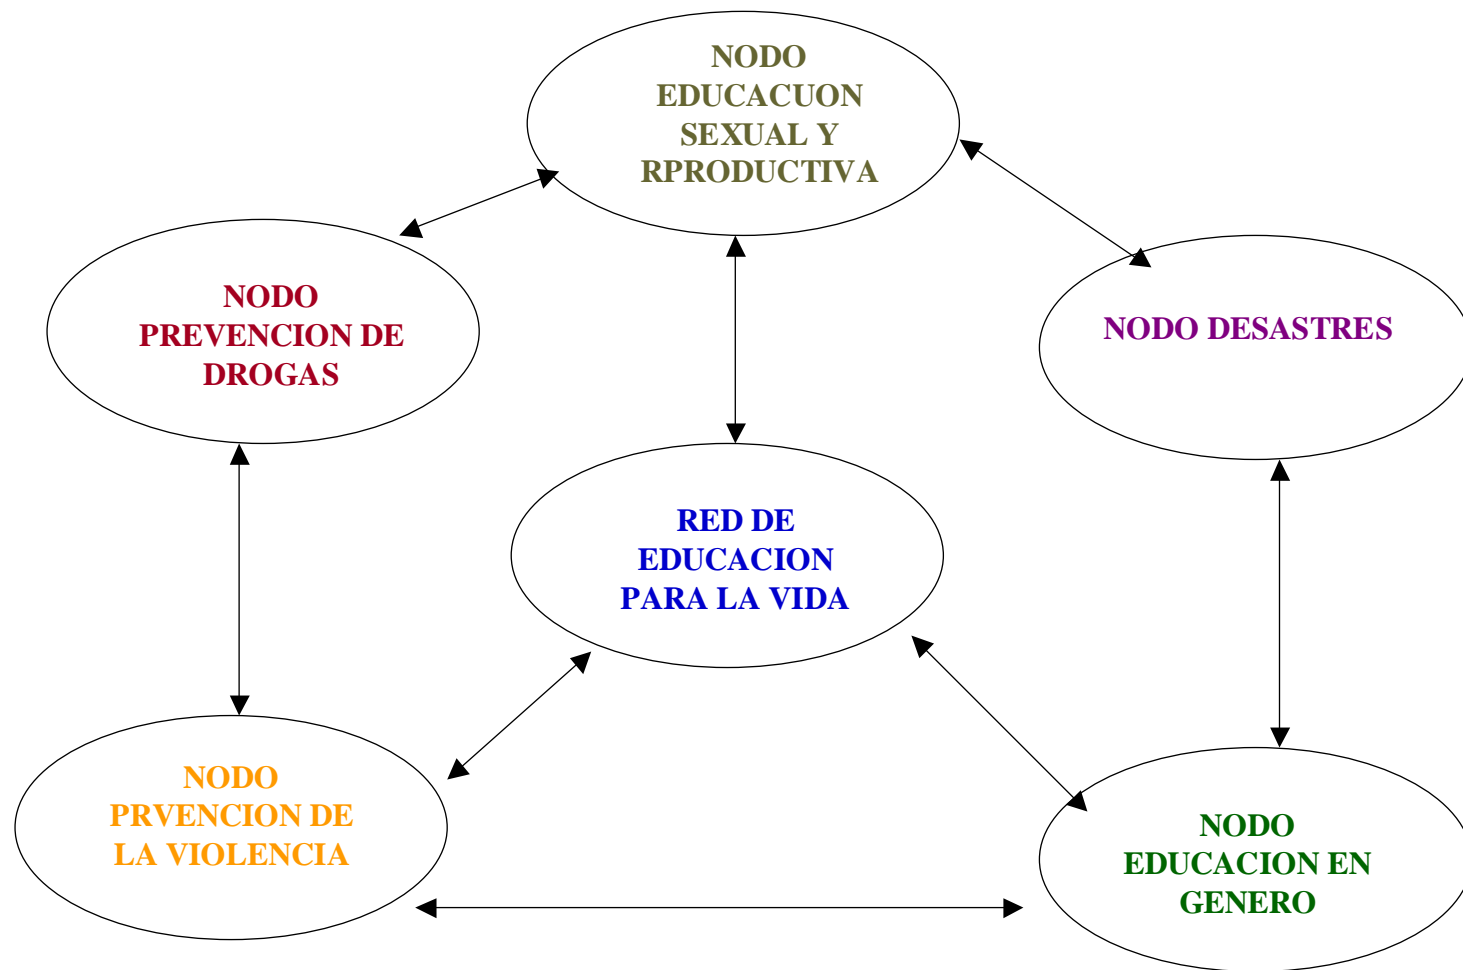 NODO
EDUCACUON
SEXUAL Y
RPRODUCTIVA
NODO
PREVENCION DE
DROGAS
NODO DESASTRES
RED DE
EDUCACION
PARA LA VIDA
NODO
PRVENCION DE
LA VIOLENCIA
NODO
EDUCACION EN
GENERO